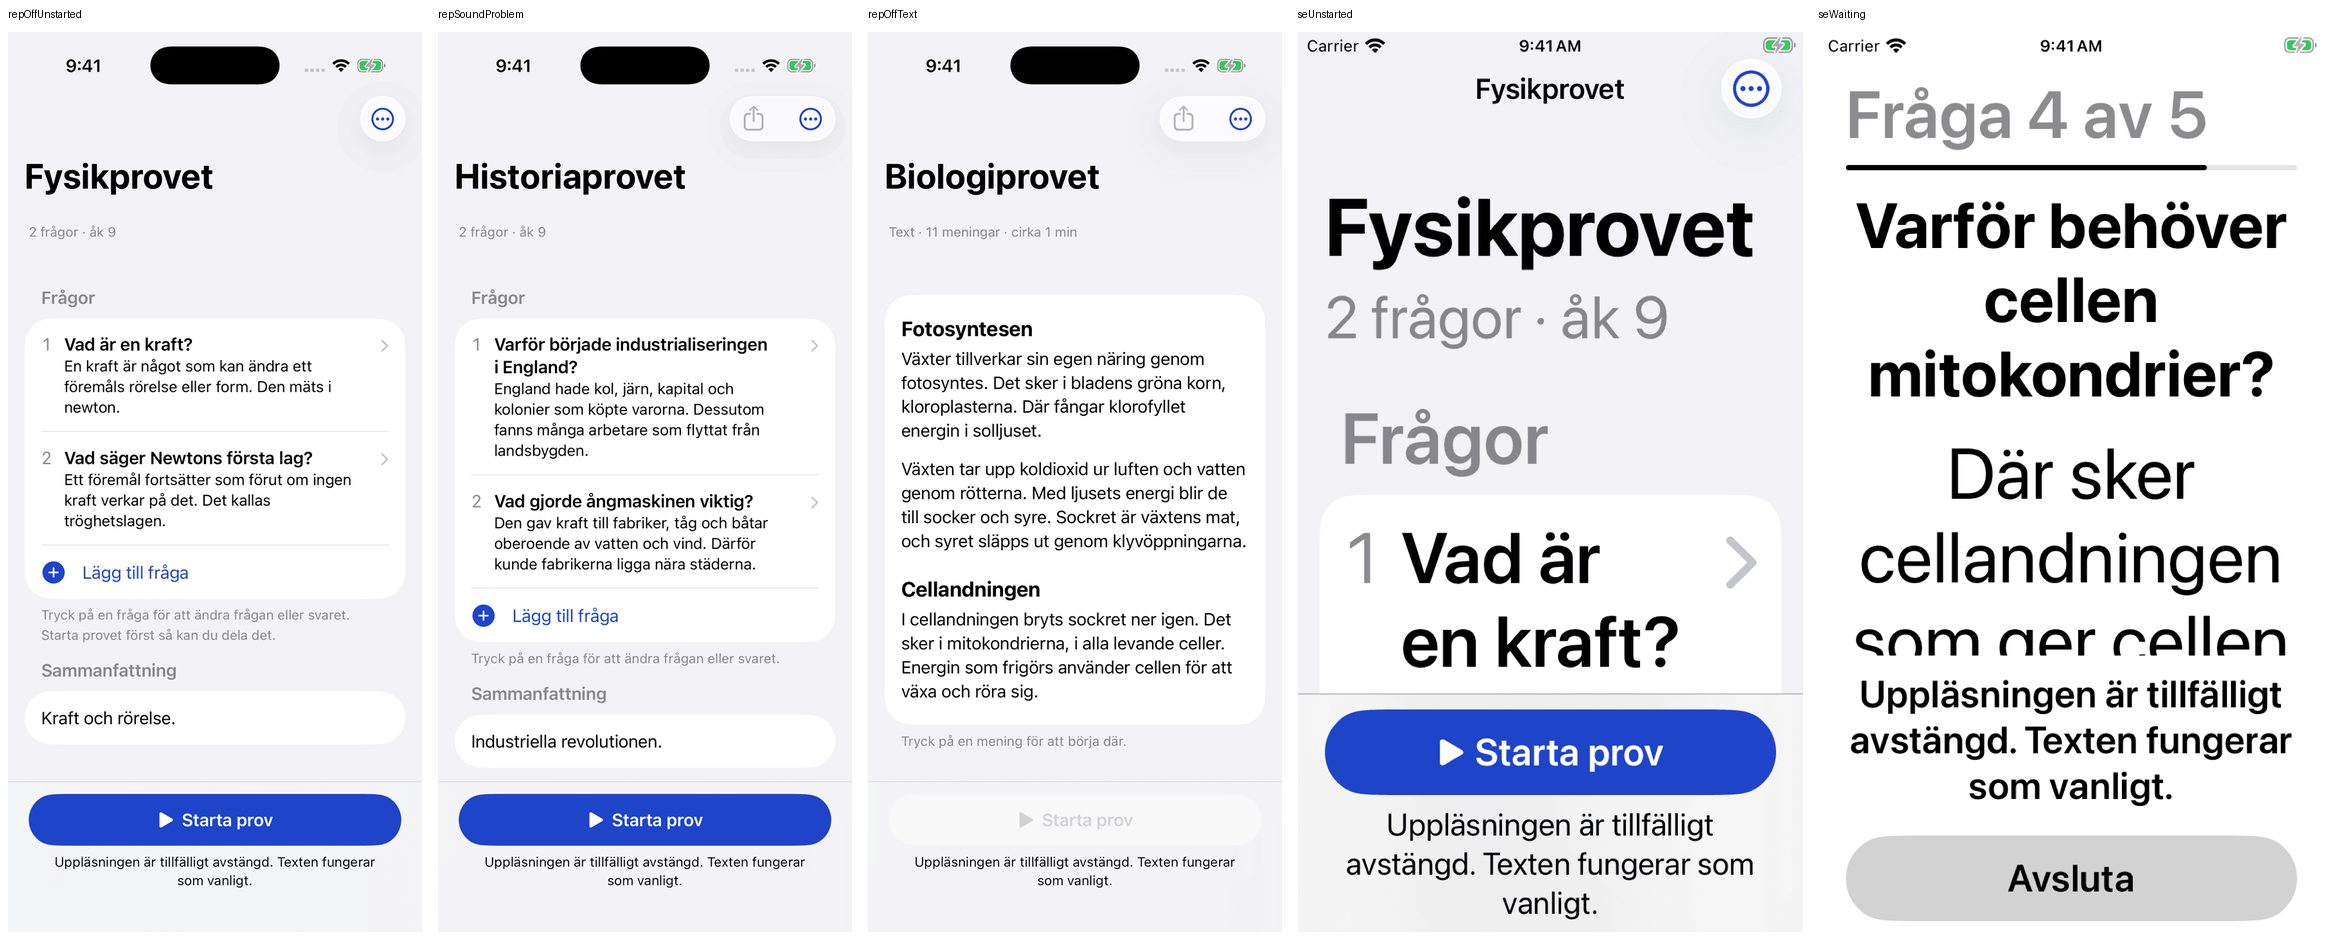 repOffUnstarted
9:41
Fysikprovet
2 frågor · åk 9
Frågor
1 Vad är en kraft?
En kraft är något som kan ändra ett
föremåls rörelse eller form. Den mäts i
newton.
2 Vad säger Newtons första lag?
Ett föremål fortsätter som förut om ingen
kraft verkar på det. Det kallas
tröghetslagen.
Lägg till fråga
Tryck på en fråga för att ändra frågan eller svaret.
Starta provet först så kan du dela det.
Sammanfattning
Kraft och rörelse.
Starta prov
Uppläsningen är tillfälligt avstängd. Texten fungerar
som vanligt.
repSoundProblem
9:41
Historiaprovet
2 frågor · åk 9
Frågor
1 Varför började industrialiseringen
i England?
England hade kol, järn, kapital och
kolonier som köpte varorna. Dessutom
fanns många arbetare som flyttat från
landsbygden.
2 Vad gjorde ångmaskinen viktig?
Den gav kraft till fabriker, tåg och båtar
oberoende av vatten och vind. Därför
kunde fabrikerna ligga nära städerna.
Lägg till fråga
Tryck på en fråga för att ändra frågan eller svaret.
Sammanfattning
Industriella revolutionen.
Starta prov
Uppläsningen är tillfälligt avstängd. Texten fungerar
som vanligt.
repOffText
9:41
Biologiprovet
Text · 11 meningar · cirka 1 min
Fotosyntesen
Växter tillverkar sin egen näring genom
fotosyntes. Det sker i bladens gröna korn,
kloroplasterna. Där fångar klorofyllet
energin i solljuset.
Växten tar upp koldioxid ur luften och vatten
genom rötterna. Med ljusets energi blir de
till socker och syre. Sockret är växtens mat,
och syret släpps ut genom klyvöppningarna.
Cellandningen
I cellandningen bryts sockret ner igen. Det
sker i mitokondrierna, i alla levande celler.
Energin som frigörs använder cellen för att
växa och röra sig.
Tryck på en mening för att börja där.
Starta prov
Uppläsningen är tillfälligt avstängd. Texten fungerar
som vanligt.
seUnstarted
Carrier 9:41 AM
Fysikprovet
Fysikprovet
2 frågor · åk 9
Frågor
1 Vad är
en kraft?
Starta prov
Uppläsningen är tillfälligt
avstängd. Texten fungerar som
vanligt.
seWaiting
Carrier 9:41 AM
Fråga 4 av 5
Varför behöver
cellen
mitokondrier?
Där sker
cellandningen
som ger cellen
Uppläsningen är tillfälligt
avstängd. Texten fungerar
som vanligt.
Avsluta